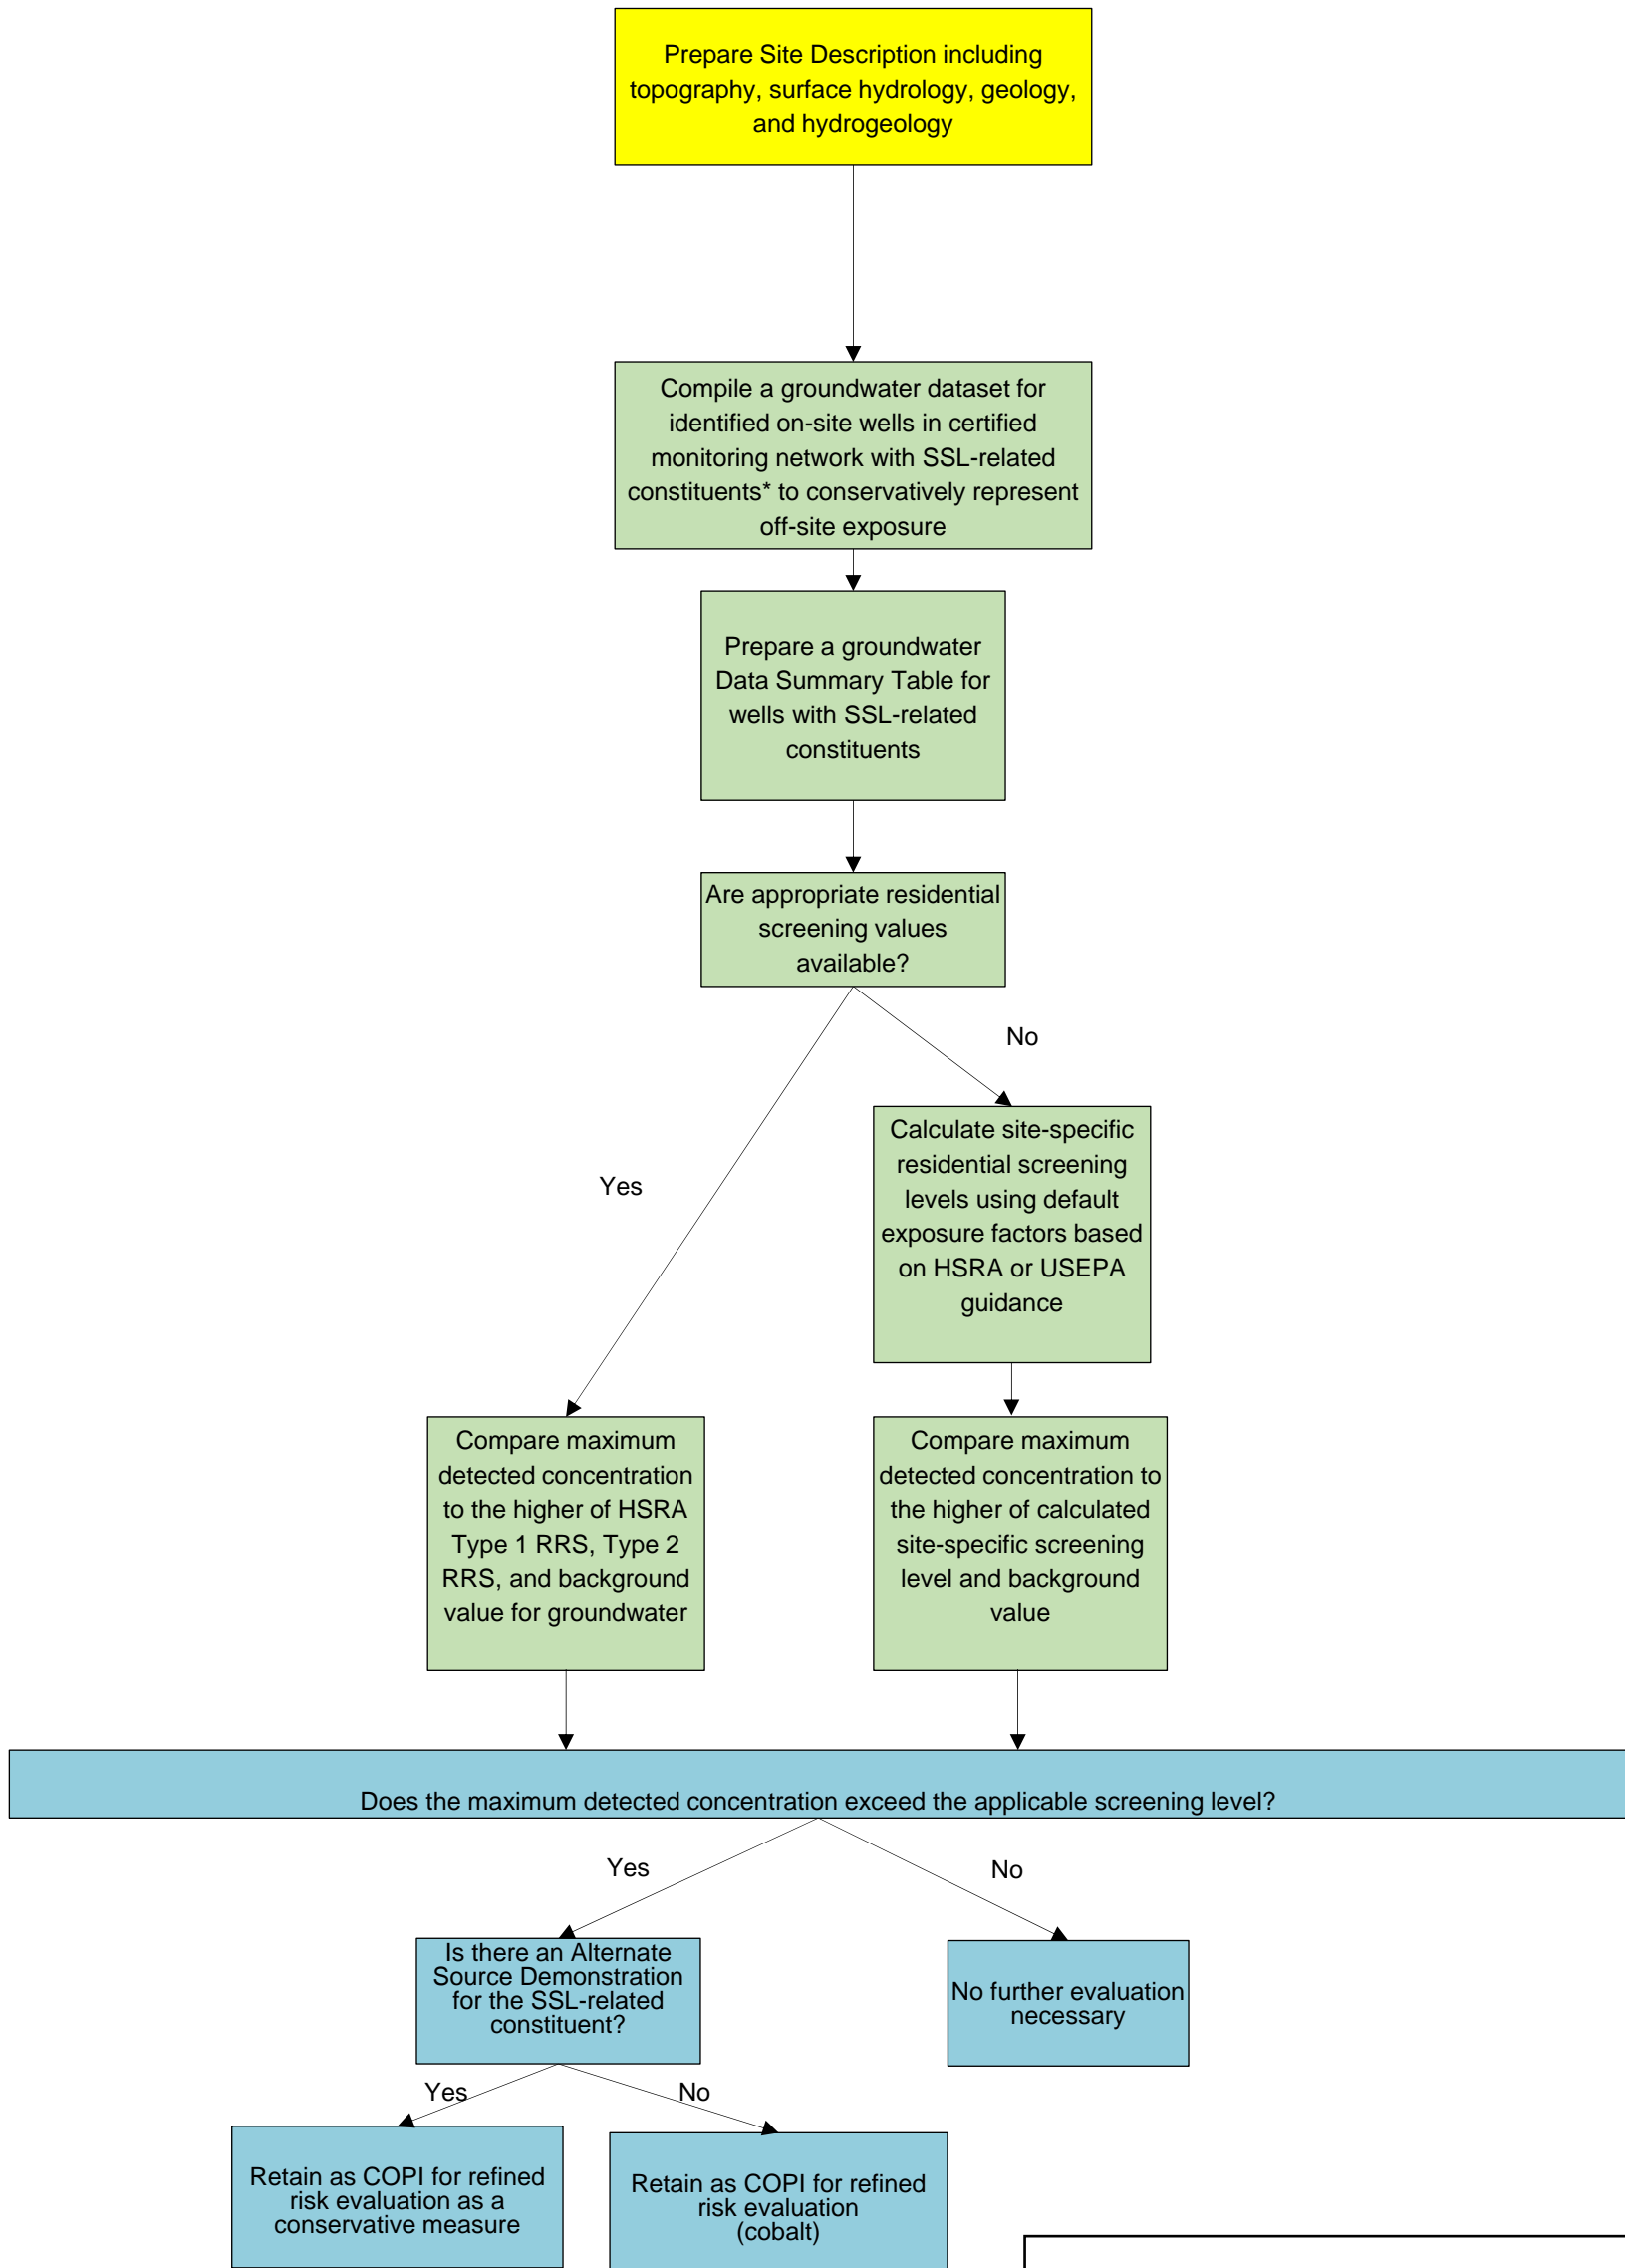 Prepare Site Description including
topography, surface hydrology, geology,
and hydrogeology
Compile a groundwater dataset for
identified on-site wells in certified
monitoring network with SSL-related
constituents* to conservatively represent
off-site exposure
Prepare a groundwater
Data Summary Table for
wells with SSL-related
constituents
Are appropriate residential
screening values
available?
No
Yes
Calculate site-specific
residential screening
levels using default
exposure factors based
on HSRA or USEPA
guidance
Compare maximum
detected concentration
to the higher of HSRA
Type 1 RRS, Type 2
RRS, and background
value for groundwater
Compare maximum
detected concentration to
the higher of calculated
site-specific screening
level and background
value
Does the maximum detected concentration exceed the applicable screening level?
Yes
No
Is there an Alternate
Source Demonstration
for the SSL-related
constituent?
No further evaluation
necessary
Yes
No
Retain as COPI for refined
risk evaluation as a
conservative measure
Retain as COPI for refined
risk evaluation
(cobalt)